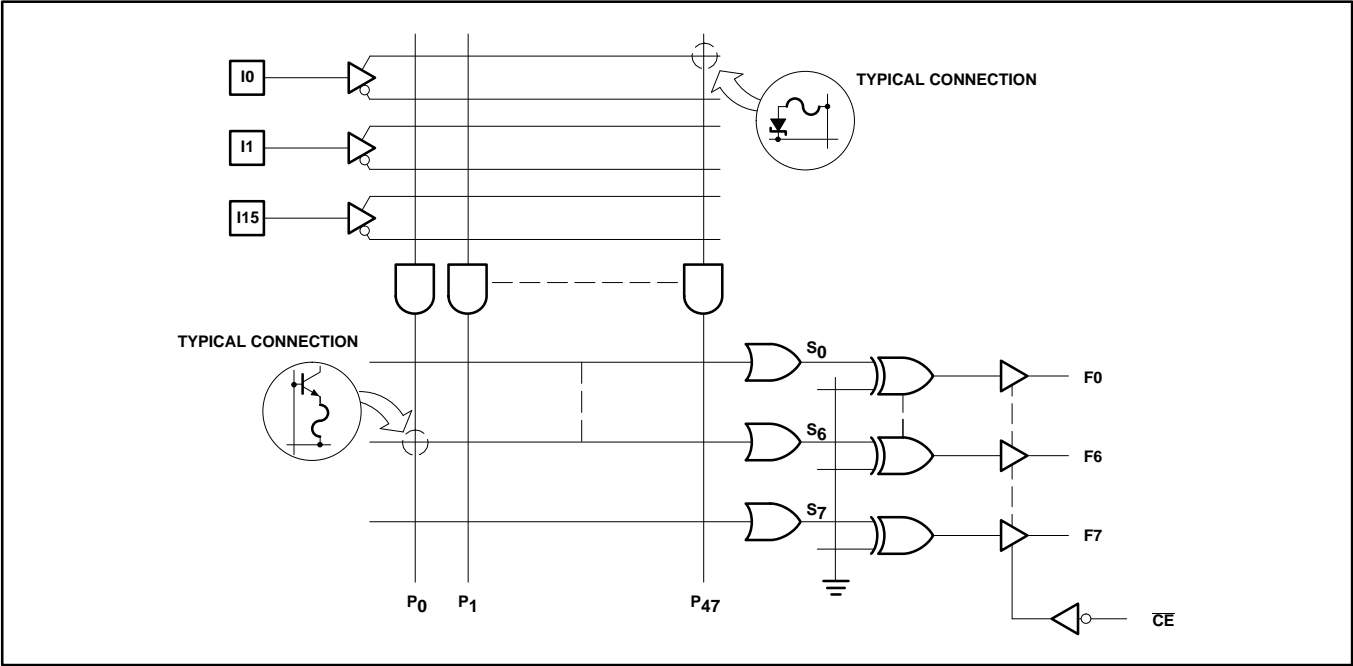 I0
TYPICAL CONNECTION
I1
I15
TYPICAL CONNECTION
S0
F0
S6
F6
S7
F7
P0 P1 P47
CE